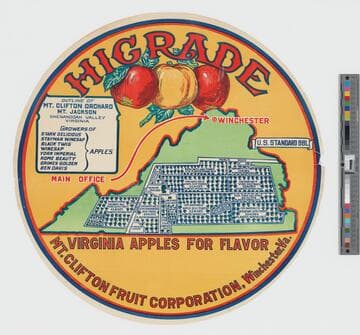 HIGRADE
OUTLINE OF
MT. CLIFTON ORCHARD
MT. JACKSON
SHENANDOAH VALLEY
VIRGINIA
GROWERS OF
STARK DELICIOUS
STAYMAN WINESAP
BLACK TWIG
WINESAP
YORK IMPERIAL
ROME BEAUTY
GRIMES GOLDEN
BEN DAVIS
APPLES
WINCHESTER
U.S. STANDARD BBL.
MAIN OFFICE
VIRGINIA APPLES FOR FLAVOR
MT. CLIFTON FRUIT CORPORATION, Winchester, Va.